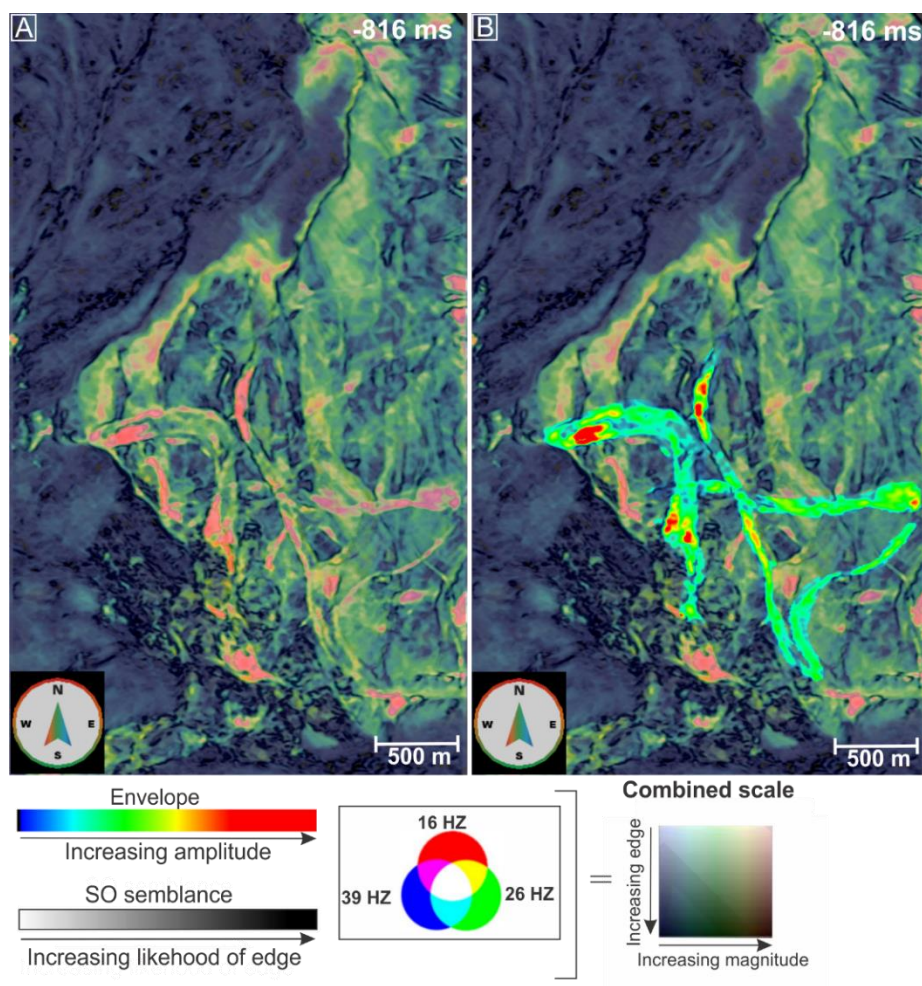 A
-816 ms
B
-816 ms
N
W
E
S
500 m
N
W
E
S
500 m
Envelope
Increasing amplitude
SO semblance
Increasing likehood of edge
16 HZ
39 HZ
26 HZ
Combined scale
Increasing edge
Increasing magnitude